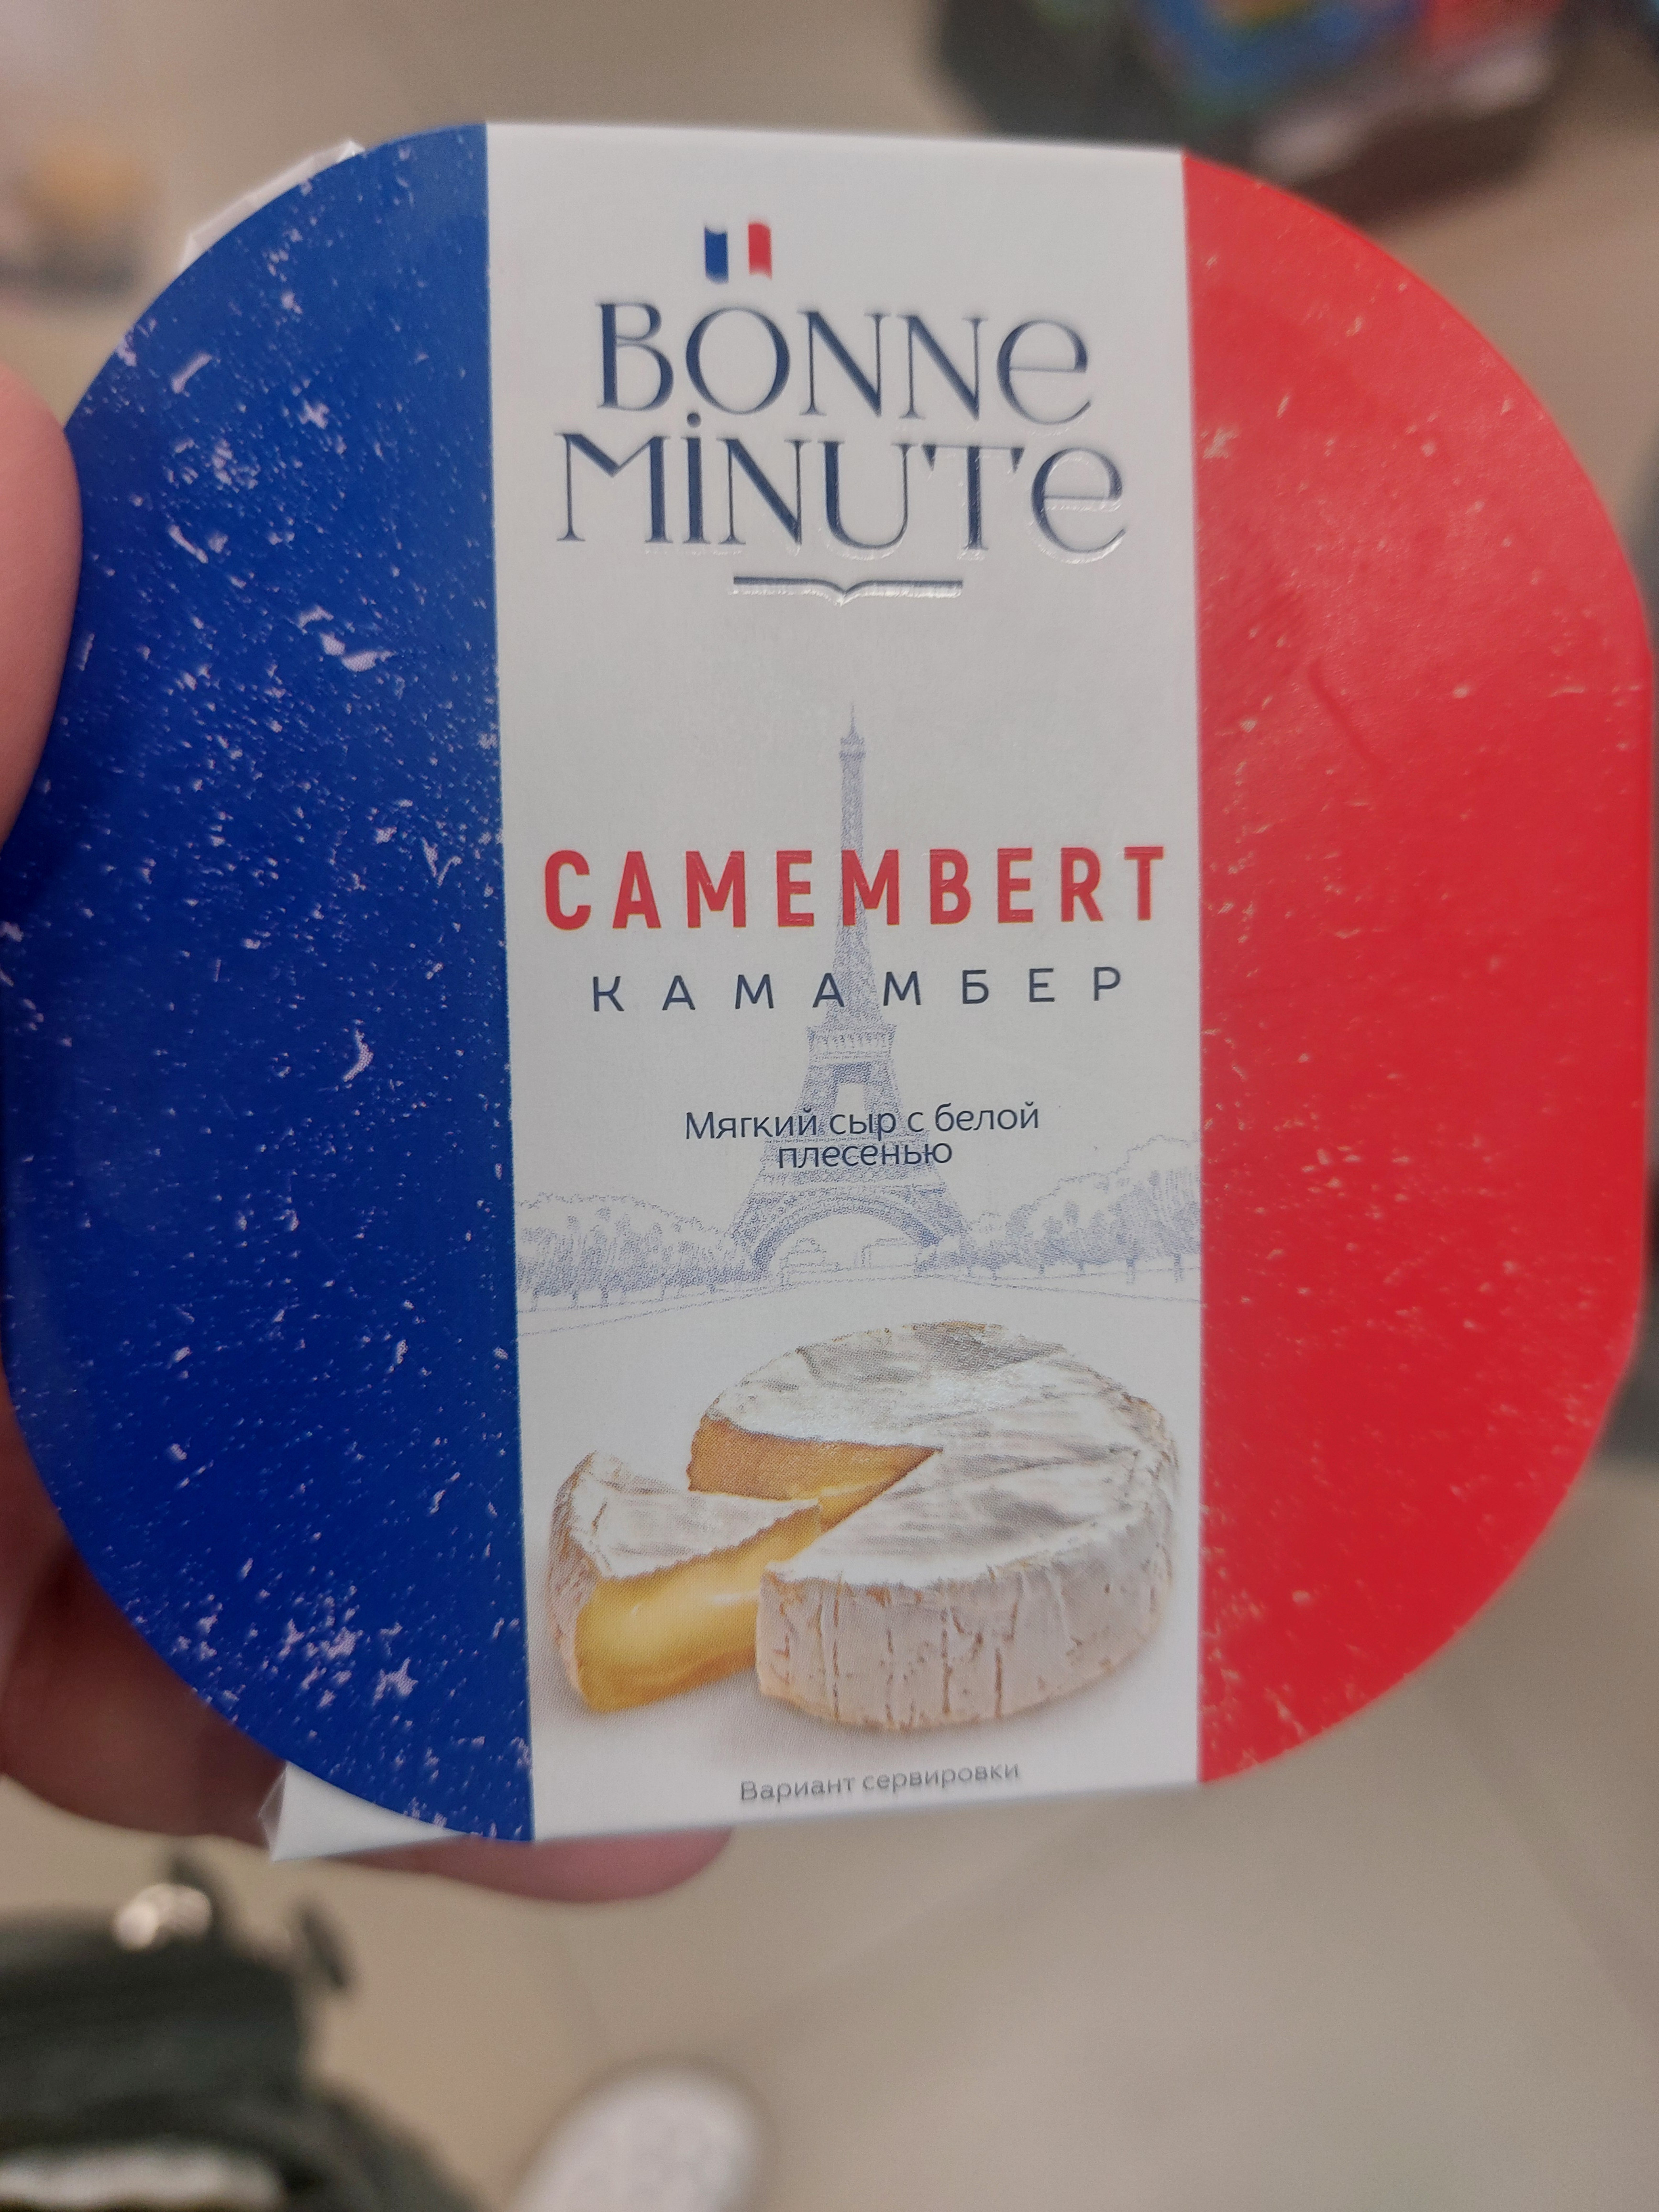 BONNE
MiNUTE
CAMEMBERT
КАМАМБЕР
Мягкий сыр с белой
плесенью
Вариант сервировки